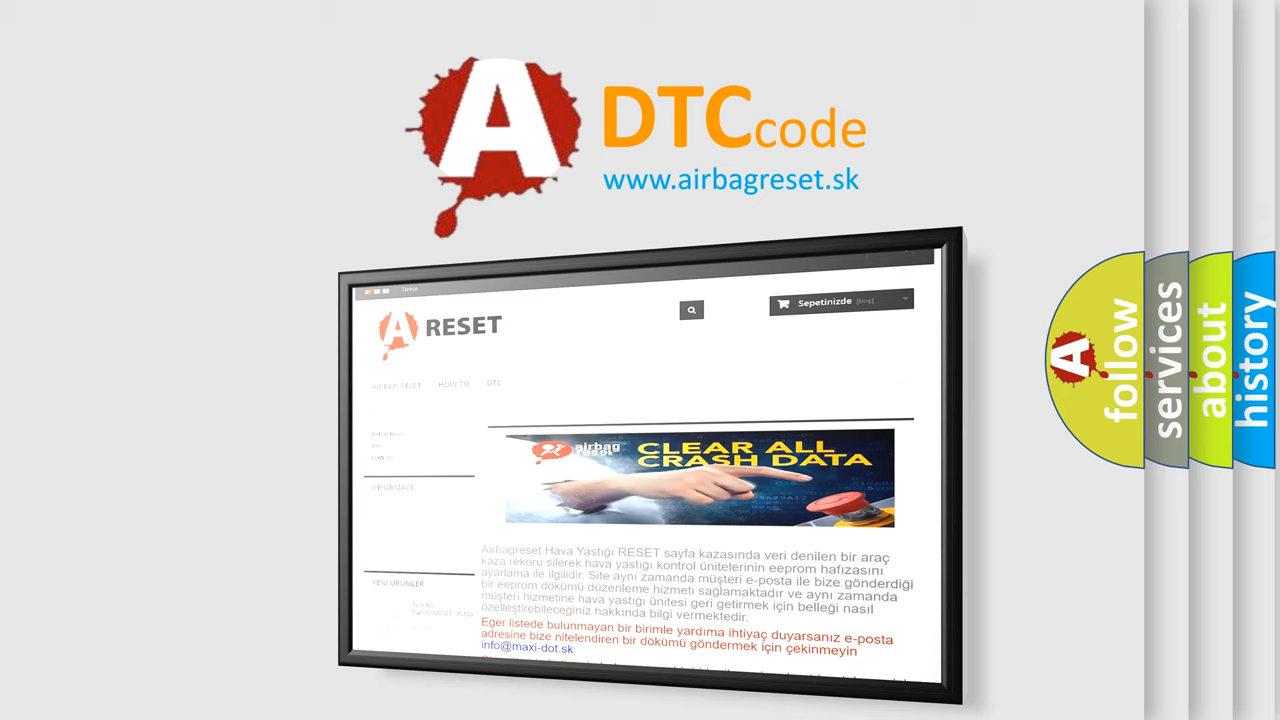 A DTCcode
www.airbagreset.sk
Türkçe
A RESET
Sepetinizde [boş]
AIRBAG RESET HOW TO DTC
airbag reset
CLEAR ALL
CRASH DATA
INFORMACE
Airbagreset Hava Yastığı RESET sayfa kazasında veri denilen bir araç
kaza rekoru silerek hava yastığı kontrol ünitelerinin eeprom hafızasını
ayarlama ile ilgilidir. Site aynı zamanda müşteri e-posta ile bize gönderdiği
bir eeprom dökümü düzenleme hizmeti sağlamaktadır ve aynı zamanda
müşteri hizmetine hava yastığı ünitesi geri getirmek için belleği nasıl
özelleştirebileceğiniz hakkında bilgi vermektedir.
Eğer listede bulunmayan bir birimle yardıma ihtiyaç duyarsanız e-posta
adresine bize nitelendiren bir dökümü göndermek için çekinmeyin
info@maxi-dot.sk
YENI ÜRÜNLER
A follow
services
about
history